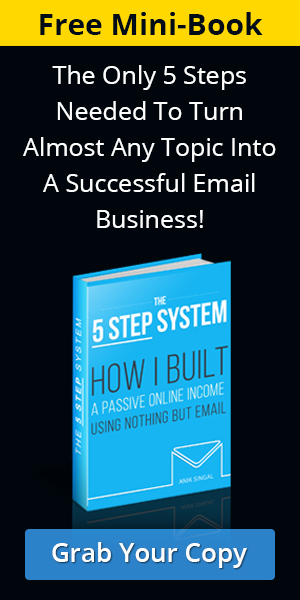 Free Mini-Book
The Only 5 Steps
Needed To Turn
Almost Any Topic Into
A Successful Email
Business!
THE
5 STEP SYSTEM
HOW I BUILT
A PASSIVE ONLINE INCOME
USING NOTHING BUT EMAIL
ANIK SINGAL
THE 5 STEP SYSTEM
Grab Your Copy